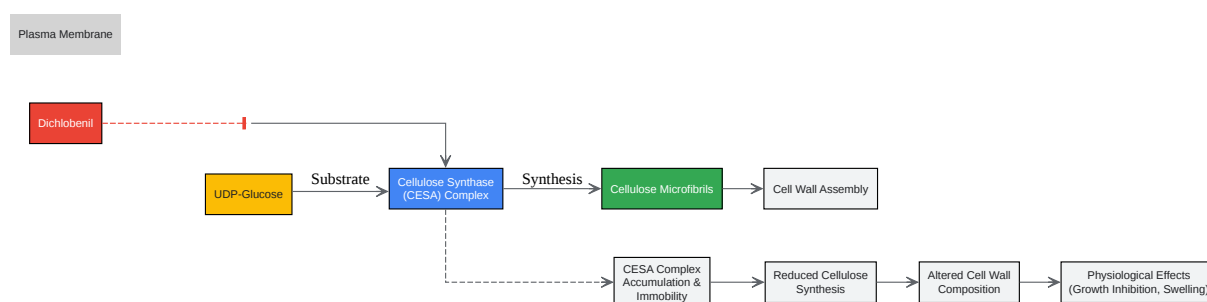 Plasma Membrane
Dichlobenil
UDP-Glucose
Substrate
Cellulose Synthase
(CESA) Complex
Synthesis
Cellulose Microfibrils
Cell Wall Assembly
CESA Complex
Accumulation &
Immobility
Reduced Cellulose
Synthesis
Altered Cell Wall
Composition
Physiological Effects
(Growth Inhibition, Swelling)